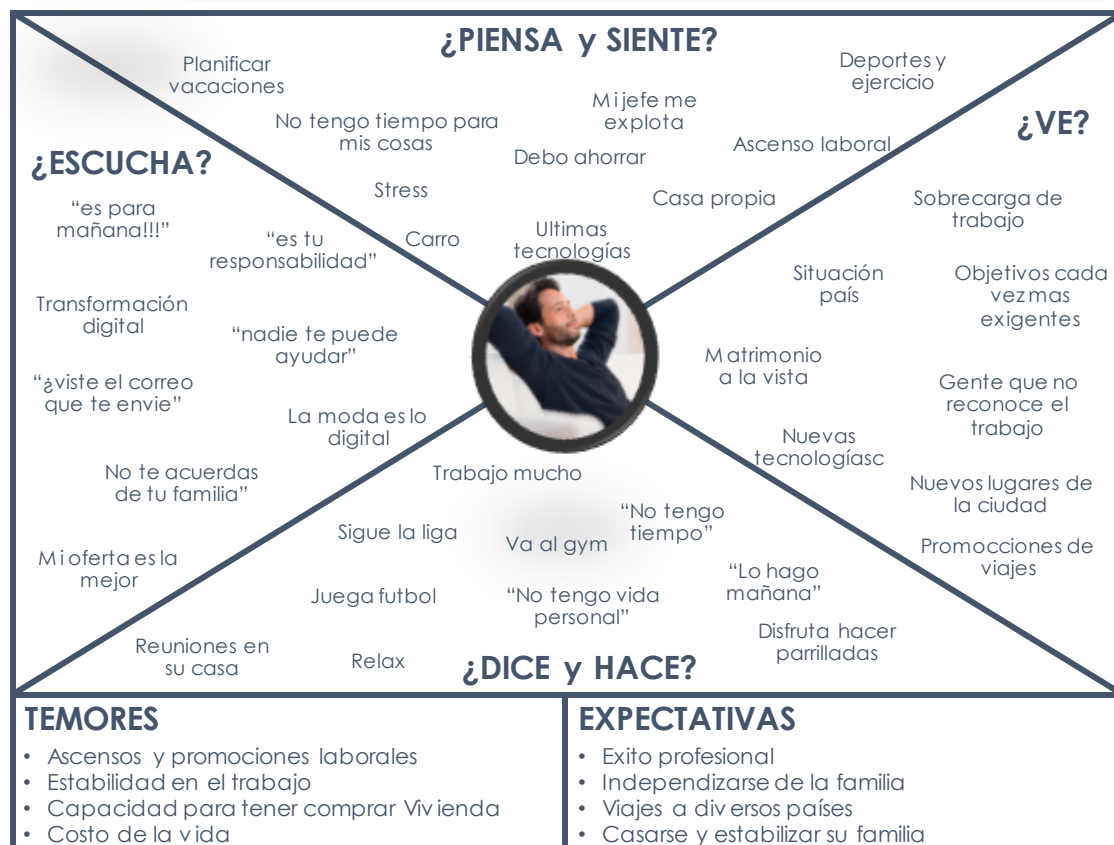 ¿PIENSA y SIENTE?
Planificar
vacaciones
No tengo tiempo para
mis cosas
Mi jefe me
explota
Deportes y
ejercicio
Debo ahorrar
Ascenso laboral
Stress
Casa propia
Carro
Ultimas
tecnologías
¿ESCUCHA?
“es para
mañana!!!”
“es tu
responsabilidad”
Transformación
digital
“nadie te puede
ayudar”
“¿viste el correo
que te envie”
La moda es lo
digital
No te acuerdas
de tu familia”
Mi oferta es la
mejor
¿VE?
Sobrecarga de
trabajo
Situación
país
Objetivos cada
vez mas
exigentes
Matrimonio
a la vista
Gente que no
reconoce el
trabajo
Nuevas
tecnologíasc
Nuevos lugares de
la ciudad
Promocciones de
viajes
Trabajo mucho
Sigue la liga
Va al gym
“No tengo
tiempo”
Juega futbol
“No tengo vida
personal”
“Lo hago
mañana”
Reuniones en
su casa
Relax
Disfruta hacer
parrilladas
¿DICE y HACE?
TEMORES
• Ascensos y promociones laborales
• Estabilidad en el trabajo
• Capacidad para tener comprar Vivienda
• Costo de la vida
EXPECTATIVAS
• Exito profesional
• Independizarse de la familia
• Viajes a diversos países
• Casarse y estabilizar su familia